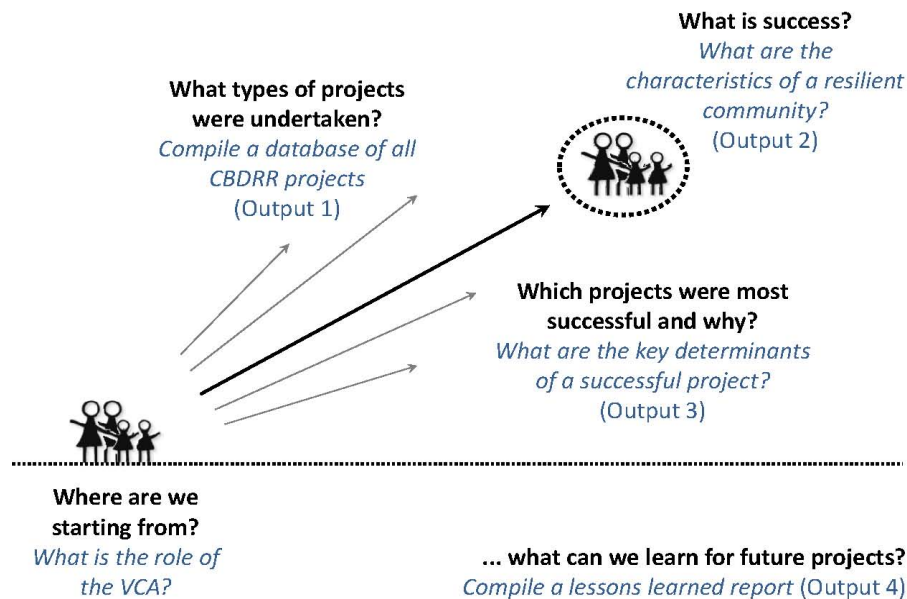 What is success?
What are the
characteristics of a resilient
community?
(Output 2)
What types of projects
were undertaken?
Compile a database of all
CBDRR projects
(Output 1)
Which projects were most
successful and why?
What are the key determinants
of a successful project?
(Output 3)
Where are we
starting from?
What is the role of
the VCA?
... what can we learn for future projects?
Compile a lessons learned report (Output 4)